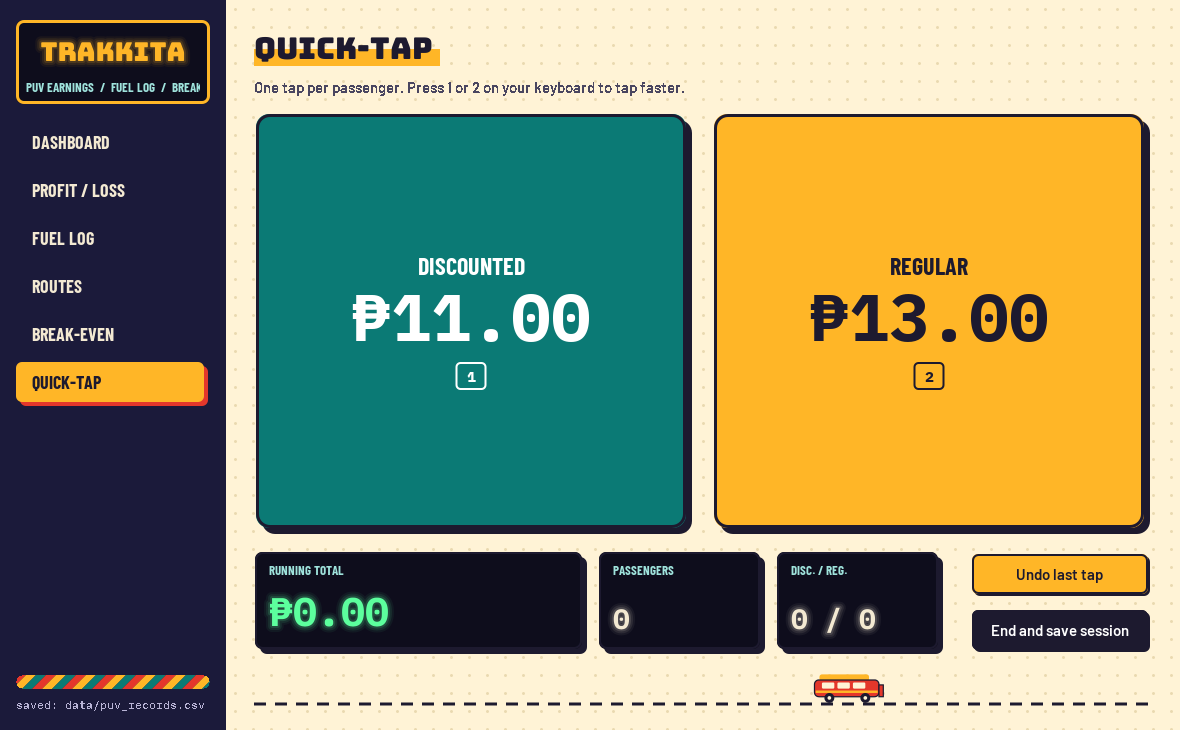 TRAKKITA
PUV EARNINGS / FUEL LOG / BREAK
DASHBOARD
PROFIT / LOSS
FUEL LOG
ROUTES
BREAK-EVEN
QUICK-TAP
saved: data/puv_records.csv
QUICK-TAP
One tap per passenger. Press 1 or 2 on your keyboard to tap faster.
DISCOUNTED
₱11.00
1
REGULAR
₱13.00
2
RUNNING TOTAL
₱0.00
PASSENGERS
0
DISC. / REG.
0 / 0
Undo last tap
End and save session